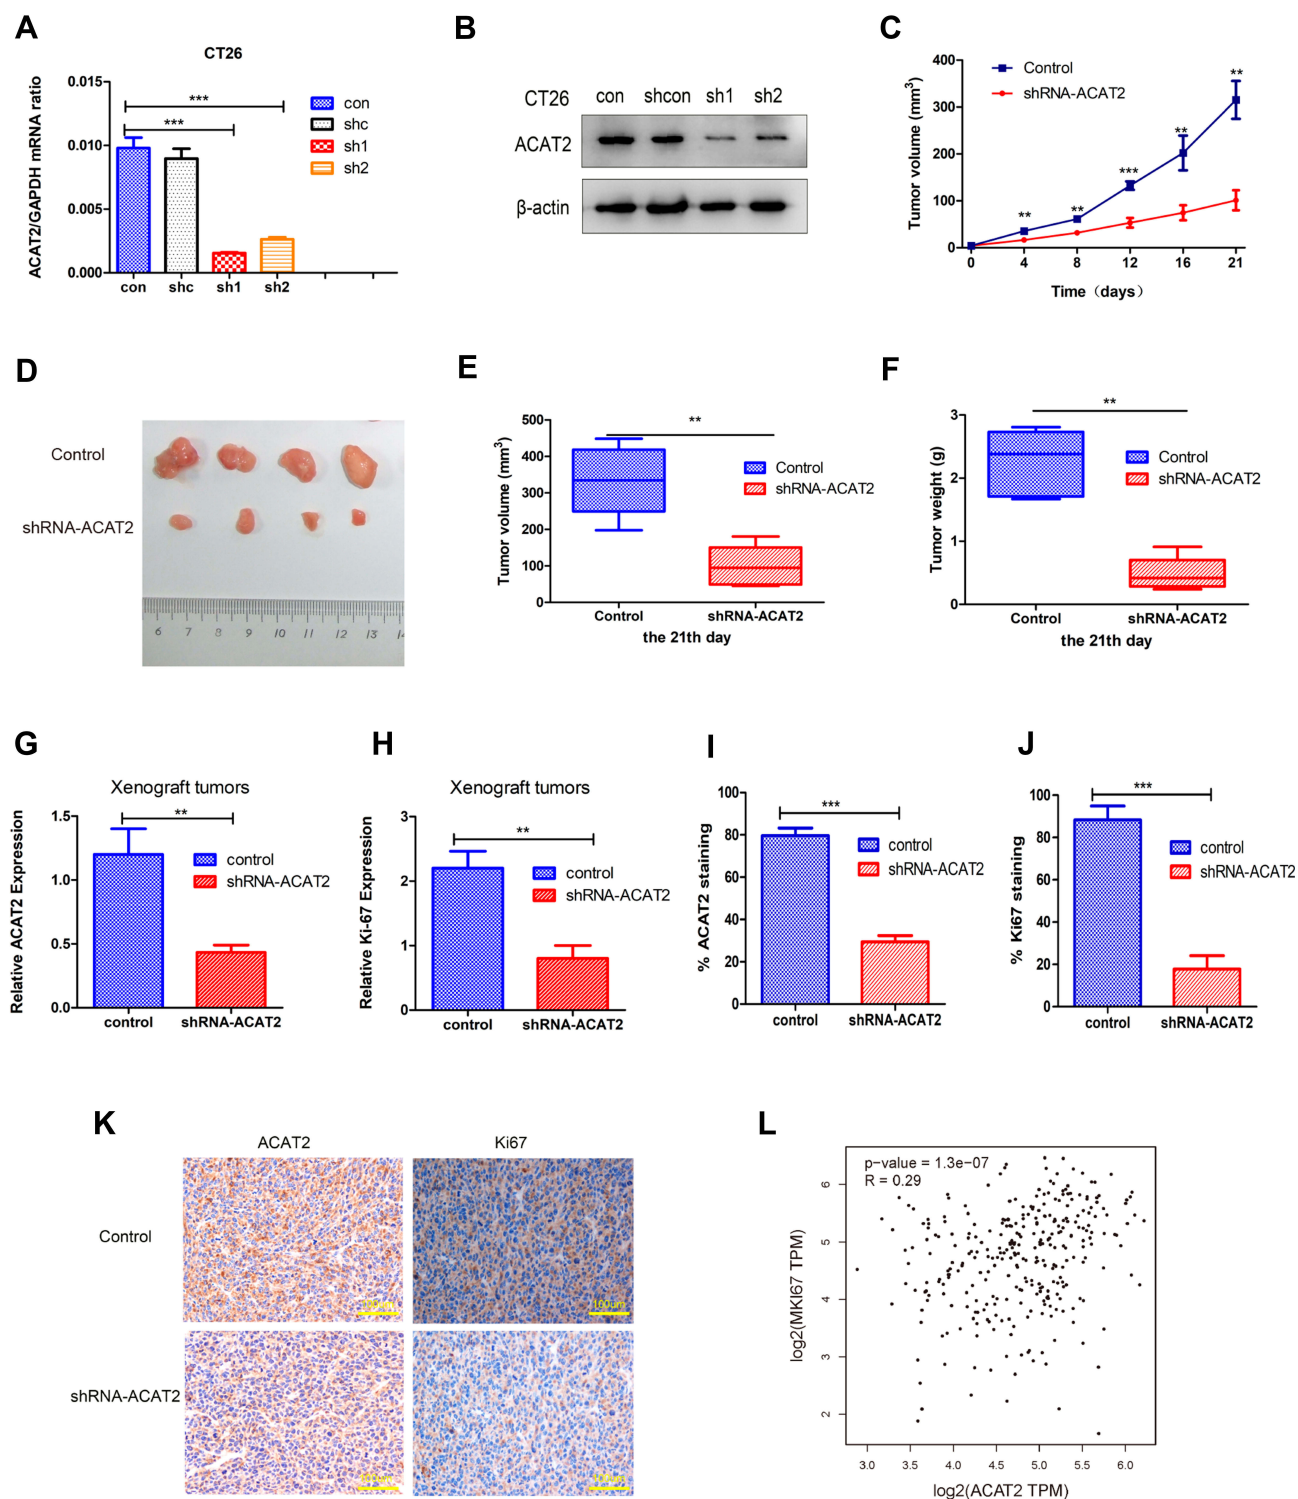 A
CT26
ACAT2/GAPDH mRNA ratio
0.015
0.010
0.005
0.000
***
***
con
shc
sh1
sh2
con
shc
sh1
sh2
B
CT26
con
shcon
sh1
sh2
ACAT2
β-actin
C
Tumor volume (mm³)
400
300
200
100
0
Control
shRNA-ACAT2
**
**
***
**
**
0
4
8
12
16
21
Time（days）
D
Control
shRNA-ACAT2
6
7
8
9
10
11
12
13
E
Tumor volume (mm³)
500
400
300
200
100
0
**
Control
shRNA-ACAT2
Control
shRNA-ACAT2
the 21th day
F
Tumor weight (g)
3
2
1
0
**
Control
shRNA-ACAT2
Control
shRNA-ACAT2
the 21th day
G
Xenograft tumors
Relative ACAT2 Expression
1.5
1.0
0.5
0.0
**
control
shRNA-ACAT2
control
shRNA-ACAT2
H
Xenograft tumors
Relative Ki-67 Expression
3
2
1
0
**
control
shRNA-ACAT2
control
shRNA-ACAT2
I
% ACAT2 staining
100
80
60
40
20
0
***
control
shRNA-ACAT2
control
shRNA-ACAT2
J
% Ki67 staining
100
80
60
40
20
0
***
control
shRNA-ACAT2
control
shRNA-ACAT2
K
ACAT2
Ki67
Control
100um
100um
shRNA-ACAT2
100um
100um
L
p−value = 1.3e−07
R = 0.29
log2(MKI67 TPM)
6
5
4
3
2
3.0
3.5
4.0
4.5
5.0
5.5
6.0
log2(ACAT2 TPM)